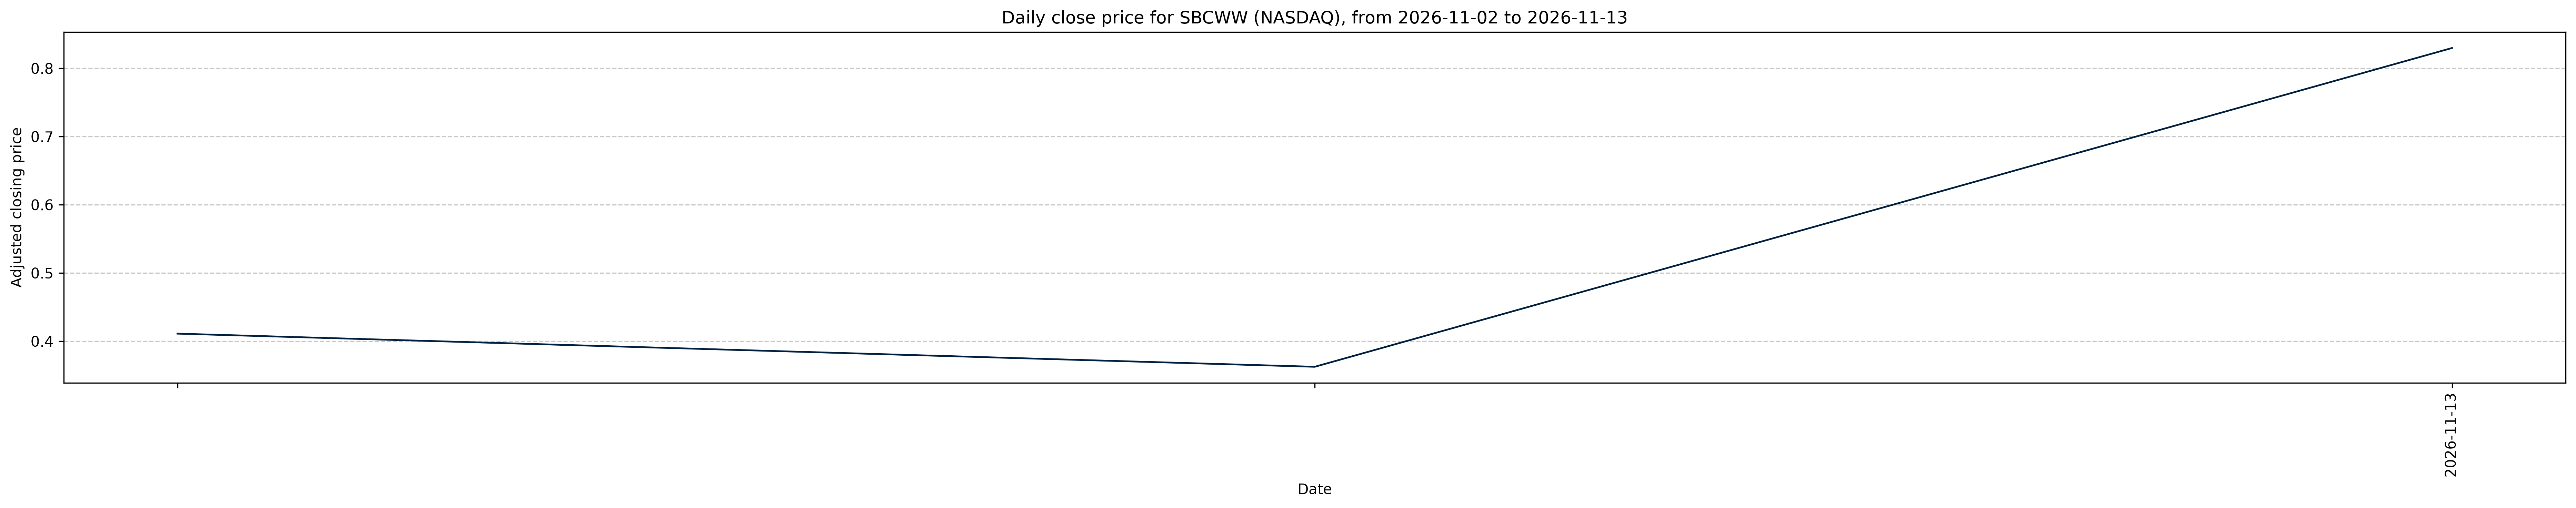 Daily close price for SBCWW (NASDAQ), from 2026-11-02 to 2026-11-13
Adjusted closing price
0.8
0.7
0.6
0.5
0.4
2026-11-13
Date